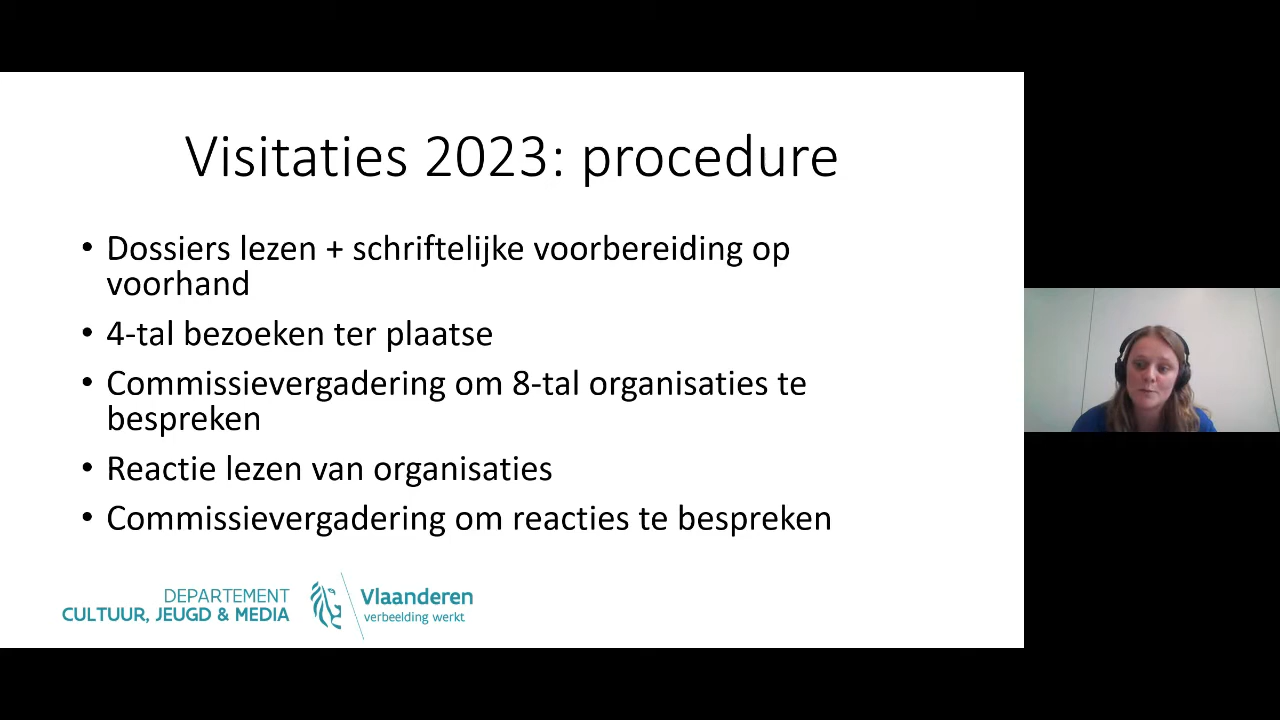 Visitaties 2023: procedure
• Dossiers lezen + schriftelijke voorbereiding op
voorhand
• 4-tal bezoeken ter plaatse
• Commissievergadering om 8-tal organisaties te
bespreken
• Reactie lezen van organisaties
• Commissievergadering om reacties te bespreken
DEPARTEMENT
CULTUUR, JEUGD & MEDIA
Vlaanderen
verbeelding werkt